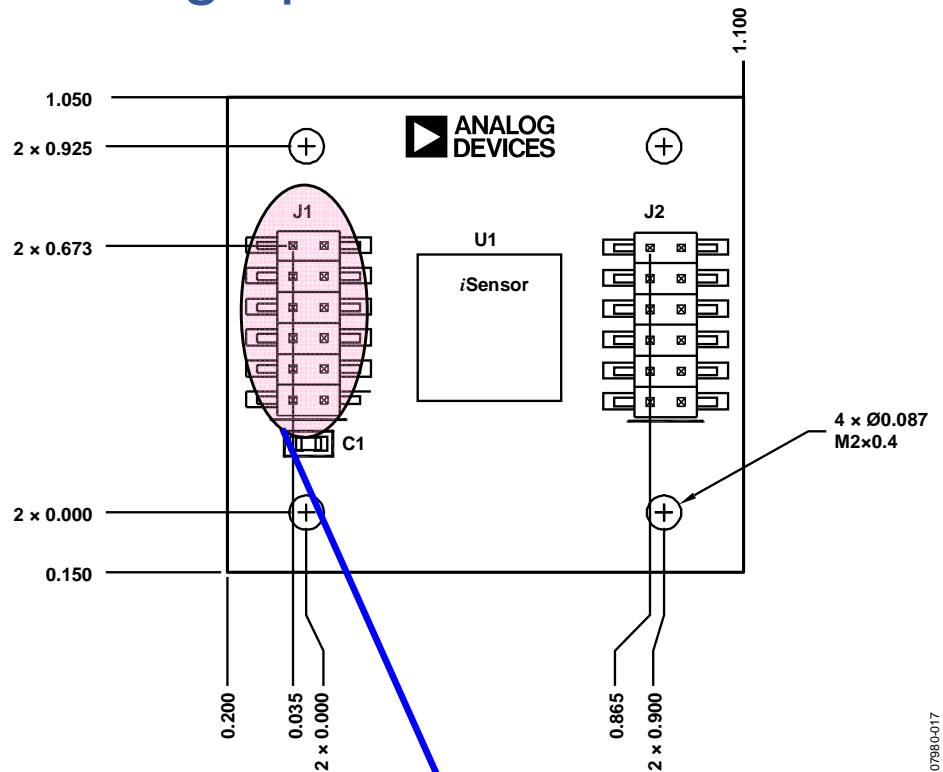 1.100
1.050
2 × 0.925
ANALOG
DEVICES
J1
J2
2 × 0.673
U1
iSensor
4 × Ø0.087
M2×0.4
C1
2 × 0.000
0.150
0.200
0.035
2 × 0.000
0.865
2 × 0.900
07980-017